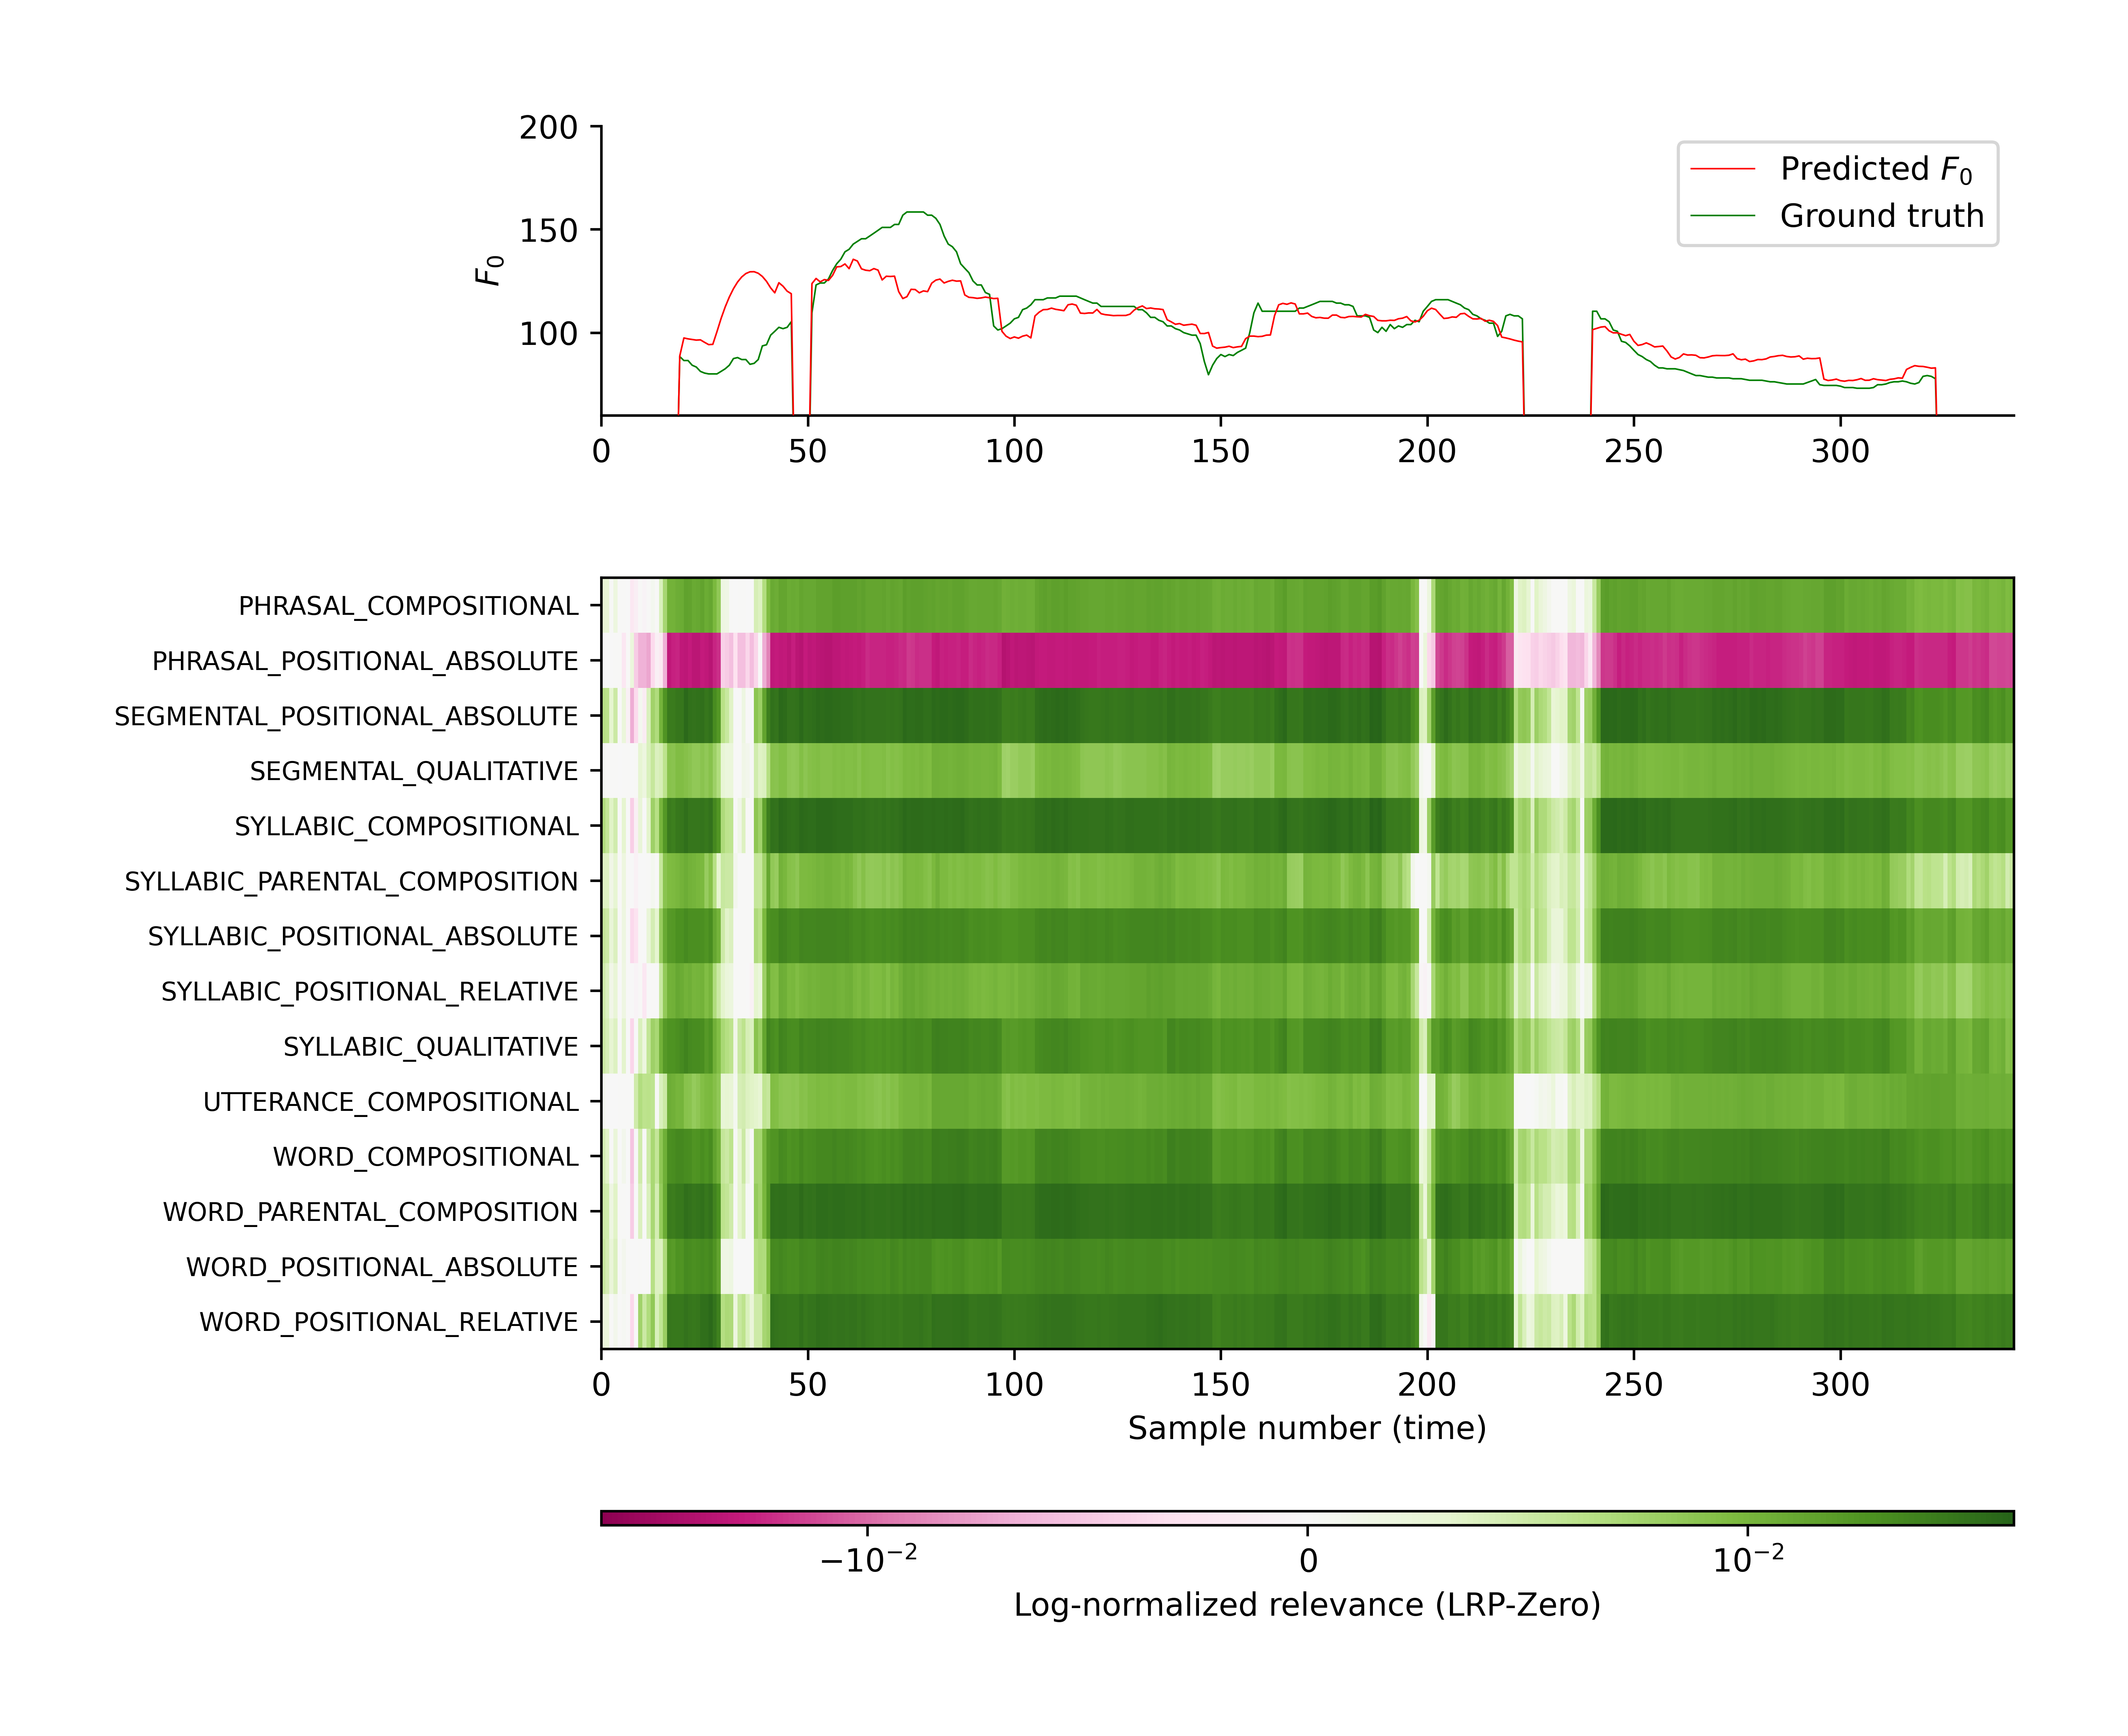 200
150
100
F₀
Predicted F₀
Ground truth
0 50 100 150 200 250 300
PHRASAL_COMPOSITIONAL
PHRASAL_POSITIONAL_ABSOLUTE
SEGMENTAL_POSITIONAL_ABSOLUTE
SEGMENTAL_QUALITATIVE
SYLLABIC_COMPOSITIONAL
SYLLABIC_PARENTAL_COMPOSITION
SYLLABIC_POSITIONAL_ABSOLUTE
SYLLABIC_POSITIONAL_RELATIVE
SYLLABIC_QUALITATIVE
UTTERANCE_COMPOSITIONAL
WORD_COMPOSITIONAL
WORD_PARENTAL_COMPOSITION
WORD_POSITIONAL_ABSOLUTE
WORD_POSITIONAL_RELATIVE
0 50 100 150 200 250 300
Sample number (time)
−10⁻² 0 10⁻²
Log-normalized relevance (LRP-Zero)